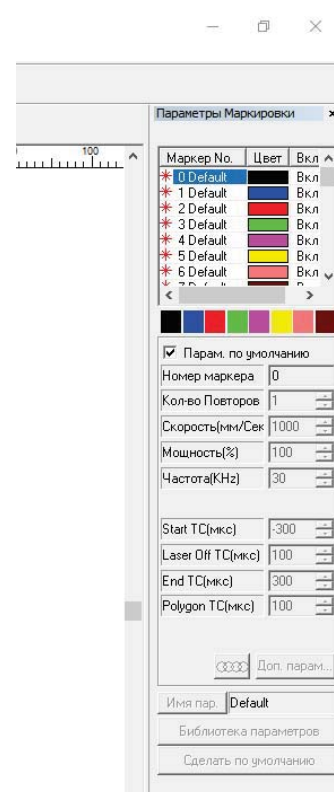 Параметры Маркировки
100
Маркер No. Цвет Вкл
0 Default Вкл
1 Default Вкл
2 Default Вкл
3 Default Вкл
4 Default Вкл
5 Default Вкл
6 Default Вкл
Парам. по умолчанию
Номер маркера 0
Кол-во Повторов 1
Скорость(мм/Сек 1000
Мощность(%) 100
Частота(KHz) 30
Start TC(мкс) -300
Laser Off TC(мкс) 100
End TC(мкс) 300
Polygon TC(мкс) 100
Доп. парам...
Имя пар. Default
Библиотека параметров
Сделать по умолчанию